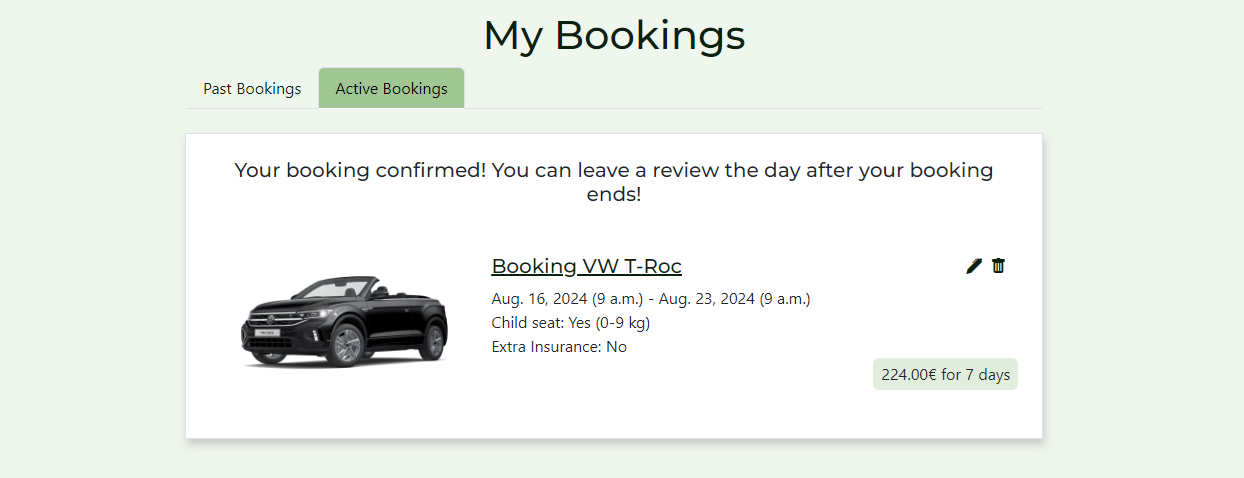 My Bookings
Past Bookings
Active Bookings
Your booking confirmed! You can leave a review the day after your booking
ends!
Booking VW T-Roc
Aug. 16, 2024 (9 a.m.) - Aug. 23, 2024 (9 a.m.)
Child seat: Yes (0-9 kg)
Extra Insurance: No
224.00€ for 7 days